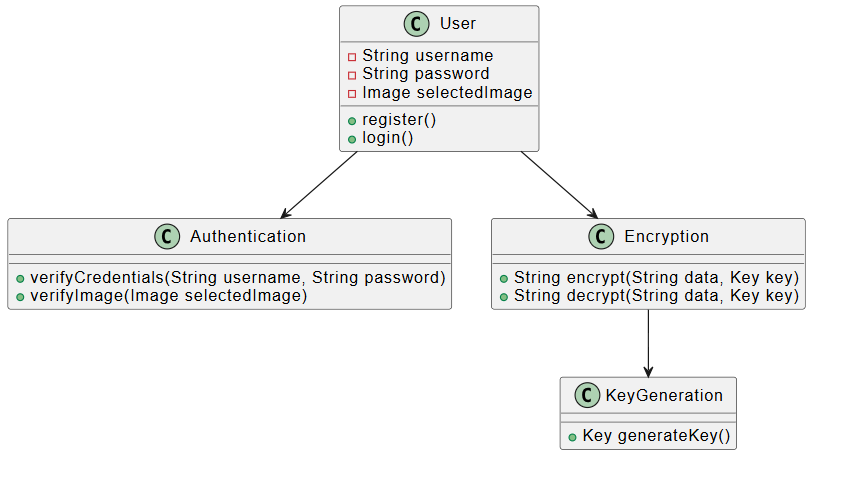 C User
String username
String password
Image selectedImage
register()
login()
C Authentication
verifyCredentials(String username, String password)
verifyImage(Image selectedImage)
C Encryption
String encrypt(String data, Key key)
String decrypt(String data, Key key)
C KeyGeneration
Key generateKey()